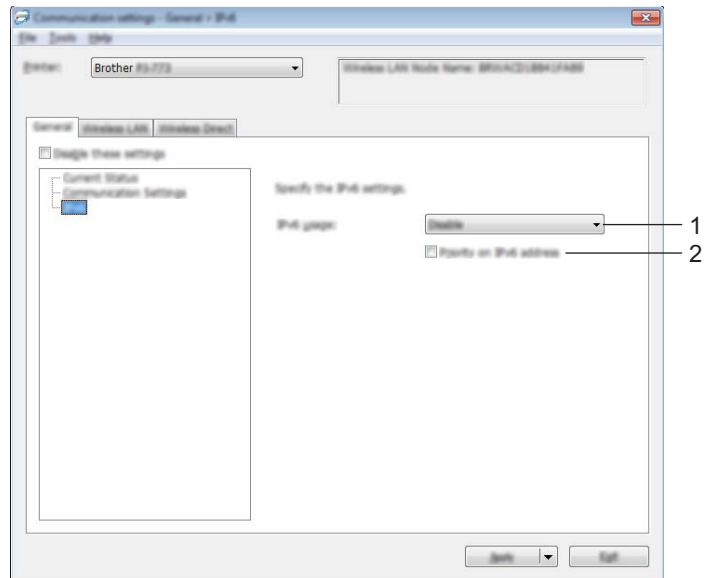 Communication settings - General > IPv6
File Tools Help
Printer: Brother
Wireless LAN Node Name:
General Wireless LAN Wireless Direct
Disable these settings
Current Status
Communication Settings
IPv6
Specify the IPv6 settings.
IPv6 usage: Disable 1
Priority on IPv6 address 2
Apply Exit